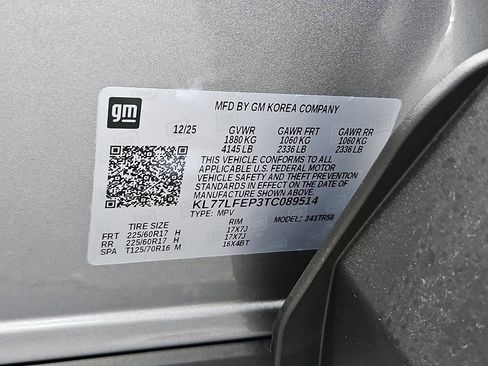 gm
MFD BY GM KOREA COMPANY
12/25 GVWR GAWR FRT GAWR RR
1880 KG 1060 KG 1060 KG
4145 LB 2336 LB 2336 LB
THIS VEHICLE CONFORMS TO ALL
APPLICABLE U.S. FEDERAL MOTOR
VEHICLE SAFETY AND THEFT
PREVENTION STANDARDS IN EFFECT
ON THE DATE OF MANUFACTURE
SHOWN ABOVE.
KL77LFEP3TC089514
TYPE: MPV MODEL: 341TR58
TIRE SIZE RIM
FRT 225/60R17 H 17X7J
RR 225/60R17 H 17X7J
SPA T125/70R16 M 16X4BT